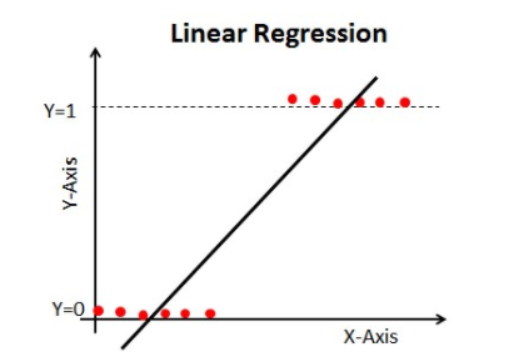 Linear Regression
Y=1
Y-Axis
Y=0
X-Axis